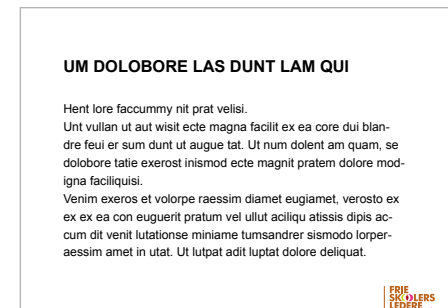 UM DOLOBORE LAS DUNT LAM QUI
Hent lore faccummy nit prat velisi.
Unt vullan ut aut wisit ecte magna facilit ex ea core dui blan-
dre feui er sum dunt ut augue tat. Ut num dolent am quam, se
dolobore tatie exerost inismod ecte magnit pratem dolore mod-
igna faciliquisi.
Venim exeros et volorpe raessim diamet eugiamet, verosto ex
ex ex ea con euguerit pratum vel ullut aciliqu atissis dipis ac-
cum dit venit lutationse miniame tumsandrer sismodo lorper-
aessim amet in utat. Ut lutpat adit luptat dolore deliquat.
FRIE
SKOLERS
LEDERE